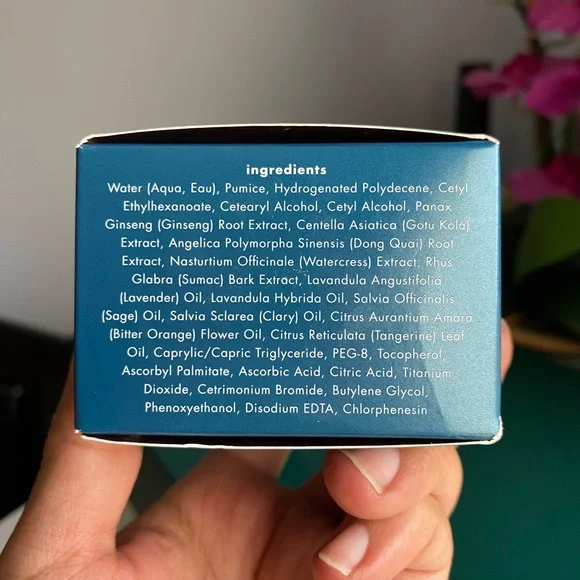 ingredients
Water (Aqua, Eau), Pumice, Hydrogenated Polydecene, Cetyl
Ethylhexanoate, Cetearyl Alcohol, Cetyl Alcohol, Panax
Ginseng (Ginseng) Root Extract, Centella Asiatica (Gotu Kola)
Extract, Angelica Polymorpha Sinensis (Dong Quai) Root
Extract, Nasturtium Officinale (Watercress) Extract, Rhus
Glabra (Sumac) Bark Extract, Lavandula Angustifolia
(Lavender) Oil, Lavandula Hybrida Oil, Salvia Officinalis
(Sage) Oil, Salvia Sclarea (Clary) Oil, Citrus Aurantium Amara
(Bitter Orange) Flower Oil, Citrus Reticulata (Tangerine) Leaf
Oil, Caprylic/Capric Triglyceride, PEG-8, Tocopherol,
Ascorbyl Palmitate, Ascorbic Acid, Citric Acid, Titanium
Dioxide, Cetrimonium Bromide, Butylene Glycol,
Phenoxyethanol, Disodium EDTA, Chlorphenesin